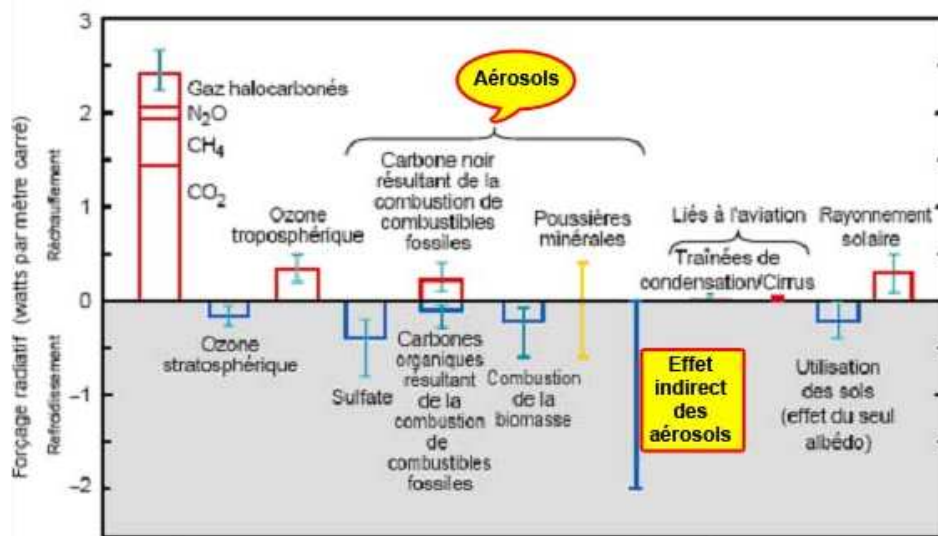 Forçage radiatif (watts par mètre carré)
Refroidissement
Réchauffement
3
2
1
0
−1
−2
Gaz halocarbonés
N₂O
CH₄
CO₂
Ozone
stratosphérique
Ozone
troposphérique
Aérosols
Sulfate
Carbone noir
résultant de la
combustion de
combustibles
fossiles
Carbones
organiques
resultant
de la
combustion
de
combustibles
fossiles
Combustion
de la
biomasse
Poussières
minérales
Effet
indirect
des
aérosols
Liés à l'aviation
Traînées de
condensation/Cirrus
Utilisation
des sols
(effet du seul
albédo)
Rayonnement
solaire